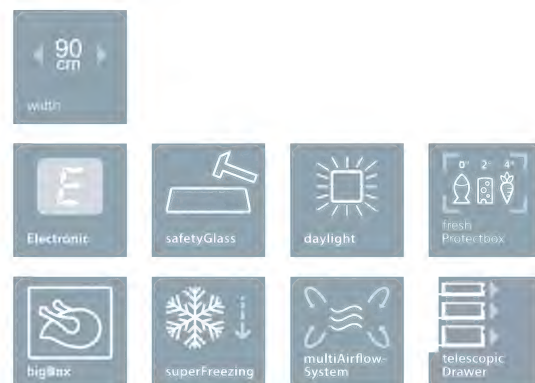 90
cm
width
E
Electronic
safetyGlass
daylight
0° 2° 4°
fresh
Protectbox
bigBox
superFreezing
multiAirflow-
System
telescopic
Drawer